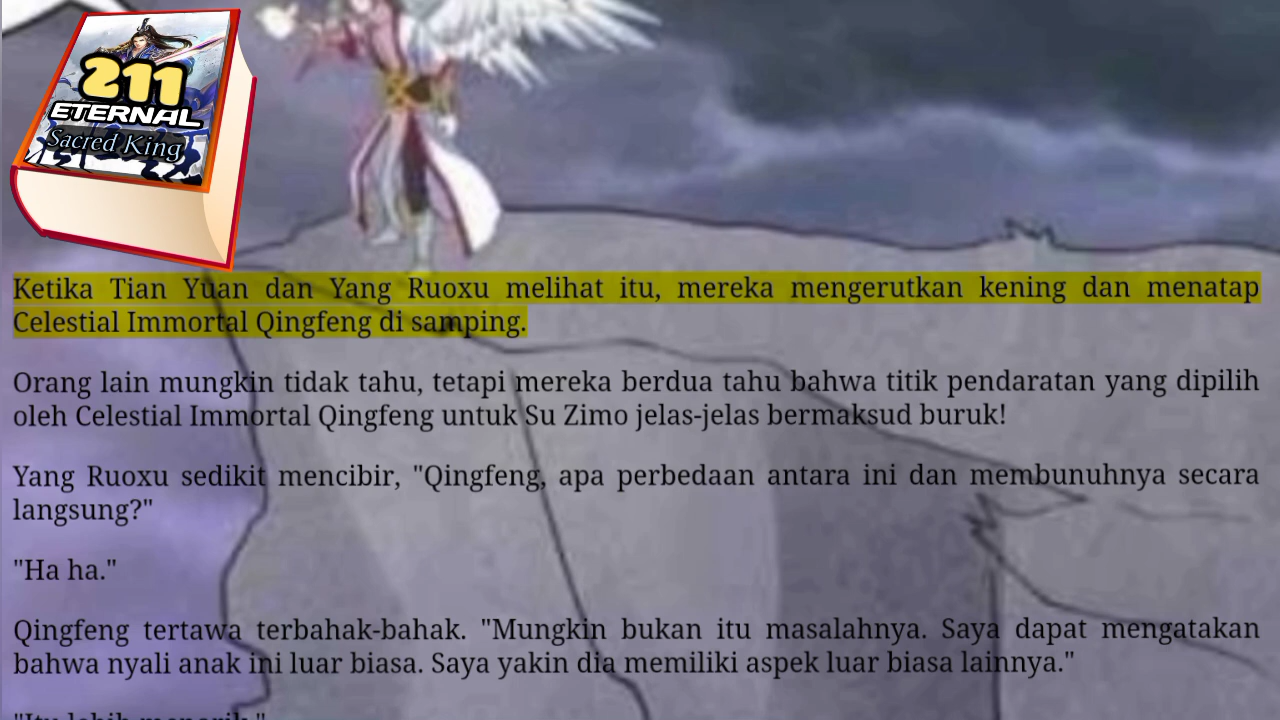 211
ETERNAL
Sacred King
Ketika Tian Yuan dan Yang Ruoxu melihat itu, mereka mengerutkan kening dan menatap
Celestial Immortal Qingfeng di samping.
Orang lain mungkin tidak tahu, tetapi mereka berdua tahu bahwa titik pendaratan yang dipilih
oleh Celestial Immortal Qingfeng untuk Su Zimo jelas-jelas bermaksud buruk!
Yang Ruoxu sedikit mencibir, "Qingfeng, apa perbedaan antara ini dan membunuhnya secara
langsung?"
"Ha ha."
Qingfeng tertawa terbahak-bahak. "Mungkin bukan itu masalahnya. Saya dapat mengatakan
bahwa nyali anak ini luar biasa. Saya yakin dia memiliki aspek luar biasa lainnya."
"Itu lebih menarik."